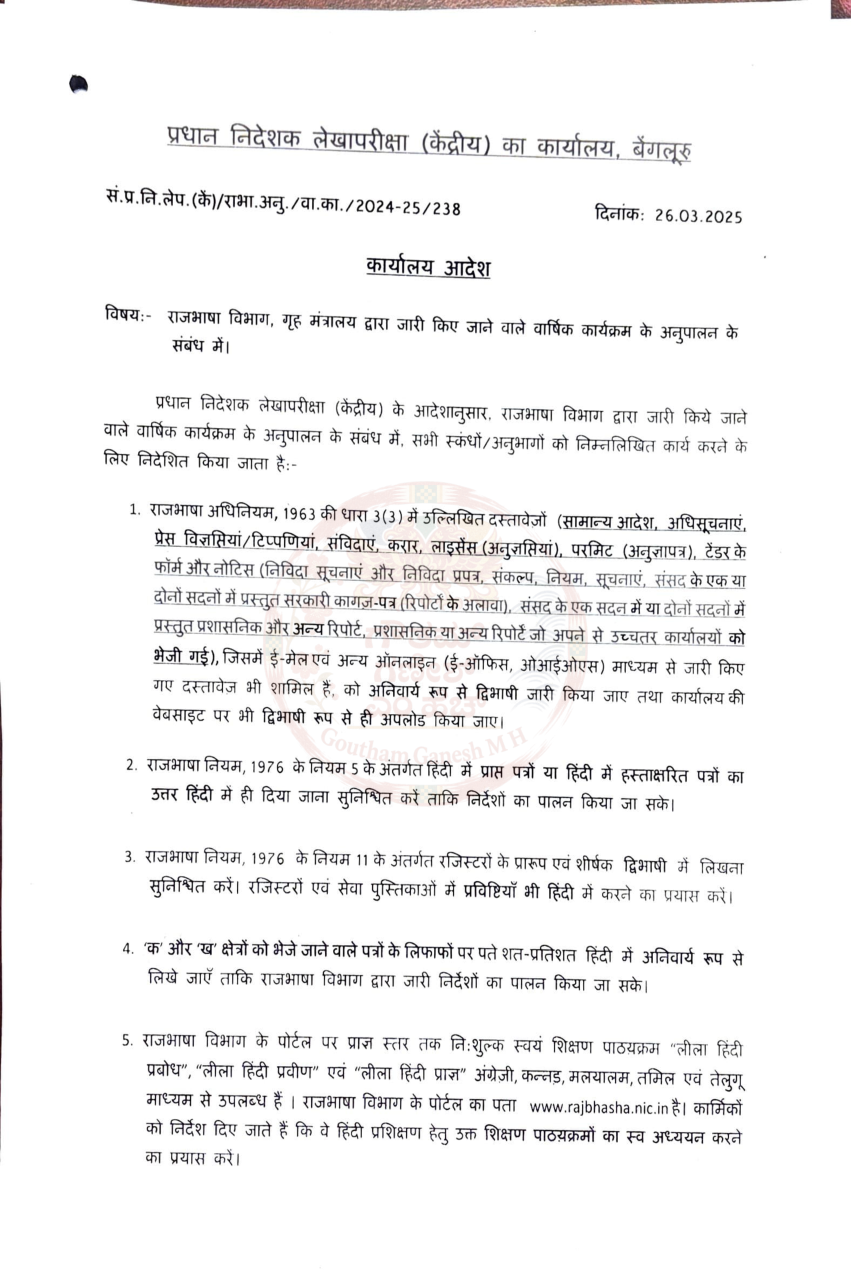 प्रधान निदेशक लेखापरीक्षा (केंद्रीय) का कार्यालय, बेंगलूरु
सं.प्र.नि.लेप.(कें)/राभा.अनु./वा.का./2024-25/238 दिनांक: 26.03.2025
कार्यालय आदेश
विषय:- राजभाषा विभाग, गृह मंत्रालय द्वारा जारी किए जाने वाले वार्षिक कार्यक्रम के अनुपालन के
संबंध में।
प्रधान निदेशक लेखापरीक्षा (केंद्रीय) के आदेशानुसार, राजभाषा विभाग द्वारा जारी किये जाने
वाले वार्षिक कार्यक्रम के अनुपालन के संबंध में, सभी स्कंधों/अनुभागों को निम्नलिखित कार्य करने के
लिए निदेशित किया जाता है:-
1. राजभाषा अधिनियम, 1963 की धारा 3(3) में उल्लिखित दस्तावेजों (सामान्य आदेश, अधिसूचनाएं,
प्रेस विज्ञप्तियां/टिप्पणियां, संविदाएं, करार, लाइसेंस (अनुज्ञप्तियां), परमिट (अनुज्ञापत्र), टेंडर के
फॉर्म और नोटिस (निविदा सूचनाएं और निविदा प्रपत्र, संकल्प, नियम, सूचनाएं, संसद के एक या
दोनों सदनों में प्रस्तुत सरकारी कागज-पत्र (रिपोर्टों के अलावा), संसद के एक सदन में या दोनों सदनों में
प्रस्तुत प्रशासनिक और अन्य रिपोर्ट, प्रशासनिक या अन्य रिपोर्टें जो अपने से उच्चतर कार्यालयों को
भेजी गई), जिसमें ई-मेल एवं अन्य ऑनलाइन (ई-ऑफिस, ओआईओएस) माध्यम से जारी किए
गए दस्तावेज भी शामिल हैं, को अनिवार्य रूप से द्विभाषी जारी किया जाए तथा कार्यालय की
वेबसाइट पर भी द्विभाषी रूप से ही अपलोड किया जाए।
Goutham Ganesh M H
2. राजभाषा नियम, 1976 के नियम 5 के अंतर्गत हिंदी में प्राप्त पत्रों या हिंदी में हस्ताक्षरित पत्रों का
उत्तर हिंदी में ही दिया जाना सुनिश्चित करें ताकि निर्देशों का पालन किया जा सके।
3. राजभाषा नियम, 1976 के नियम 11 के अंतर्गत रजिस्टरों के प्रारूप एवं शीर्षक द्विभाषी में लिखना
सुनिश्चित करें। रजिस्टरों एवं सेवा पुस्तिकाओं में प्रविष्टियाँ भी हिंदी में करने का प्रयास करें।
4. 'क' और 'ख' क्षेत्रों को भेजे जाने वाले पत्रों के लिफाफों पर पते शत-प्रतिशत हिंदी में अनिवार्य रूप से
लिखे जाएँ ताकि राजभाषा विभाग द्वारा जारी निर्देशों का पालन किया जा सके।
5. राजभाषा विभाग के पोर्टल पर प्राज्ञ स्तर तक नि:शुल्क स्वयं शिक्षण पाठ्यक्रम "लीला हिंदी
प्रबोध", "लीला हिंदी प्रवीण" एवं "लीला हिंदी प्राज्ञ" अंग्रेज़ी, कन्नड़, मलयालम, तमिल एवं तेलुगू
माध्यम से उपलब्ध हैं । राजभाषा विभाग के पोर्टल का पता www.rajbhasha.nic.in है। कार्मिकों
को निर्देश दिए जाते हैं कि वे हिंदी प्रशिक्षण हेतु उक्त शिक्षण पाठ्यक्रमों का स्व अध्ययन करने
का प्रयास करें।